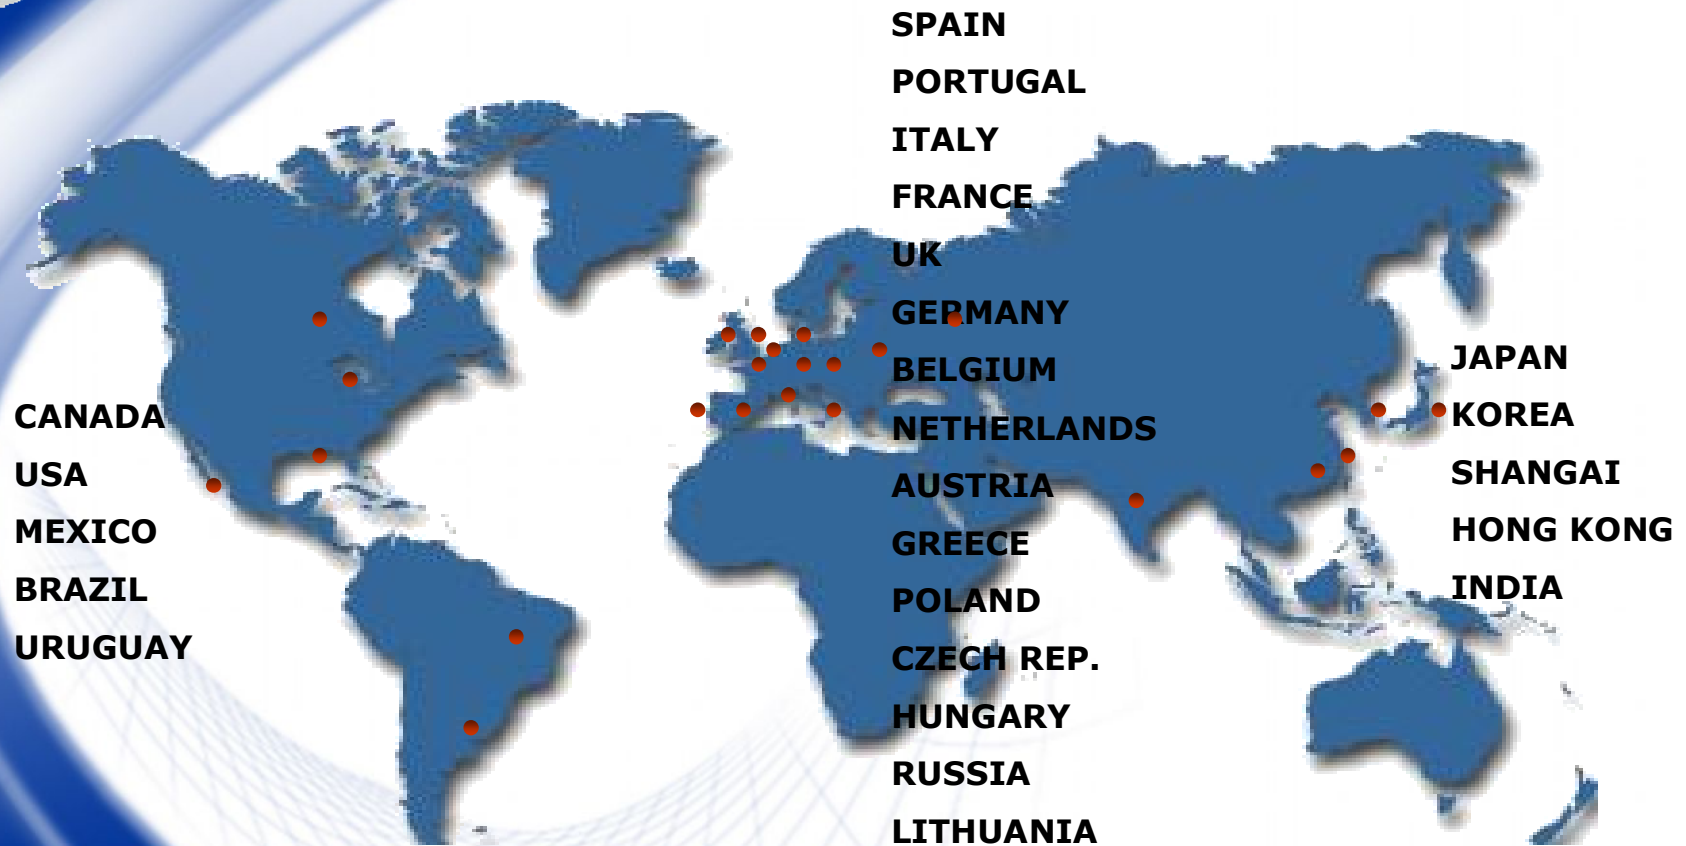 CANADA
USA
MEXICO
BRAZIL
URUGUAY
SPAIN
PORTUGAL
ITALY
FRANCE
UK
GERMANY
BELGIUM
NETHERLANDS
AUSTRIA
GREECE
POLAND
CZECH REP.
HUNGARY
RUSSIA
LITHUANIA
JAPAN
KOREA
SHANGAI
HONG KONG
INDIA